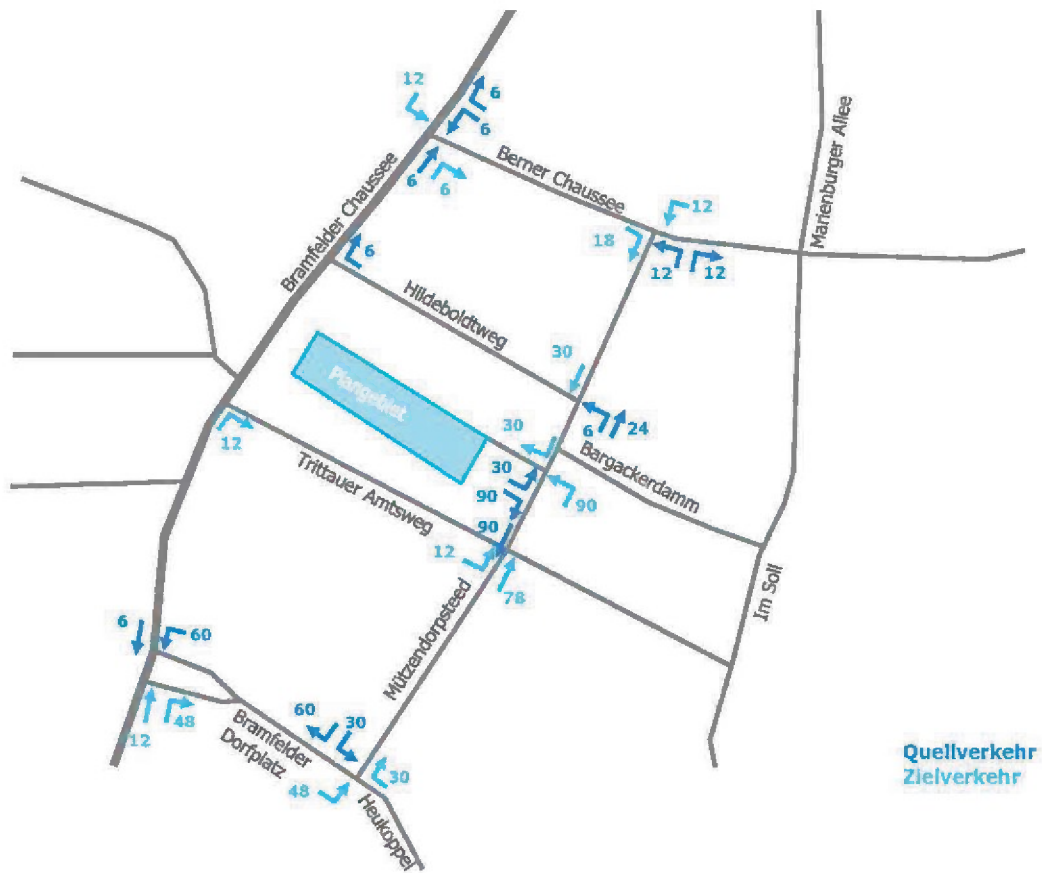 12
6
6
6
6
Bramfelder Chaussee
Berner Chaussee
Marienburger Allee
12
18
12
12
6
Hildeboldtweg
30
Plangebiet
6
24
30
12
Trittauer Amtsweg
30
90
90
90
Bargackerdamm
12
78
Im Soll
6
60
Mützendorpsteed
48
12
60
30
Bramfelder
Dorfplatz
48
30
Heukoppel
Quellverkehr
Zielverkehr